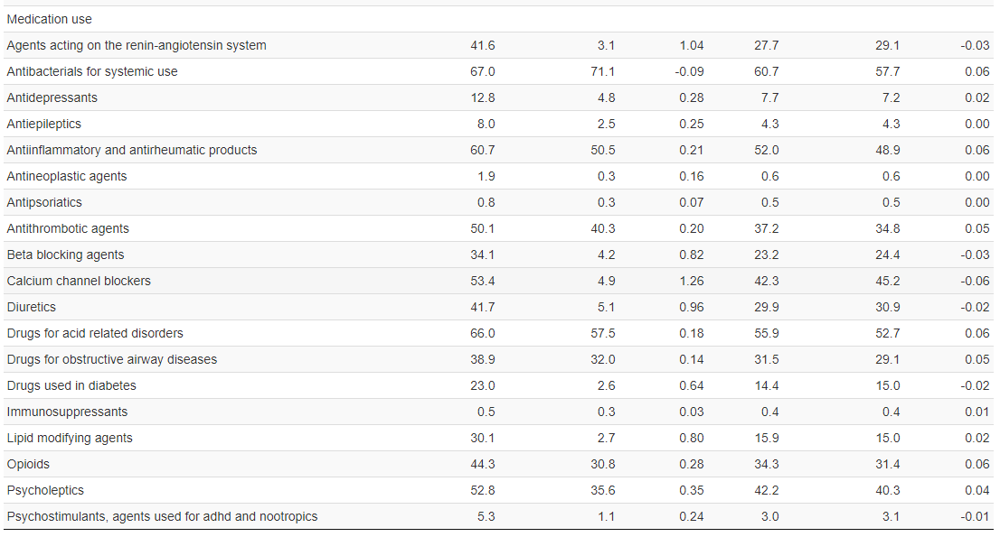 Medication use
Agents acting on the renin-angiotensin system 41.6 3.1 1.04 27.7 29.1 -0.03
Antibacterials for systemic use 67.0 71.1 -0.09 60.7 57.7 0.06
Antidepressants 12.8 4.8 0.28 7.7 7.2 0.02
Antiepileptics 8.0 2.5 0.25 4.3 4.3 0.00
Antiinflammatory and antirheumatic products 60.7 50.5 0.21 52.0 48.9 0.06
Antineoplastic agents 1.9 0.3 0.16 0.6 0.6 0.00
Antipsoriatics 0.8 0.3 0.07 0.5 0.5 0.00
Antithrombotic agents 50.1 40.3 0.20 37.2 34.8 0.05
Beta blocking agents 34.1 4.2 0.82 23.2 24.4 -0.03
Calcium channel blockers 53.4 4.9 1.26 42.3 45.2 -0.06
Diuretics 41.7 5.1 0.96 29.9 30.9 -0.02
Drugs for acid related disorders 66.0 57.5 0.18 55.9 52.7 0.06
Drugs for obstructive airway diseases 38.9 32.0 0.14 31.5 29.1 0.05
Drugs used in diabetes 23.0 2.6 0.64 14.4 15.0 -0.02
Immunosuppressants 0.5 0.3 0.03 0.4 0.4 0.01
Lipid modifying agents 30.1 2.7 0.80 15.9 15.0 0.02
Opioids 44.3 30.8 0.28 34.3 31.4 0.06
Psycholeptics 52.8 35.6 0.35 42.2 40.3 0.04
Psychostimulants, agents used for adhd and nootropics 5.3 1.1 0.24 3.0 3.1 -0.01